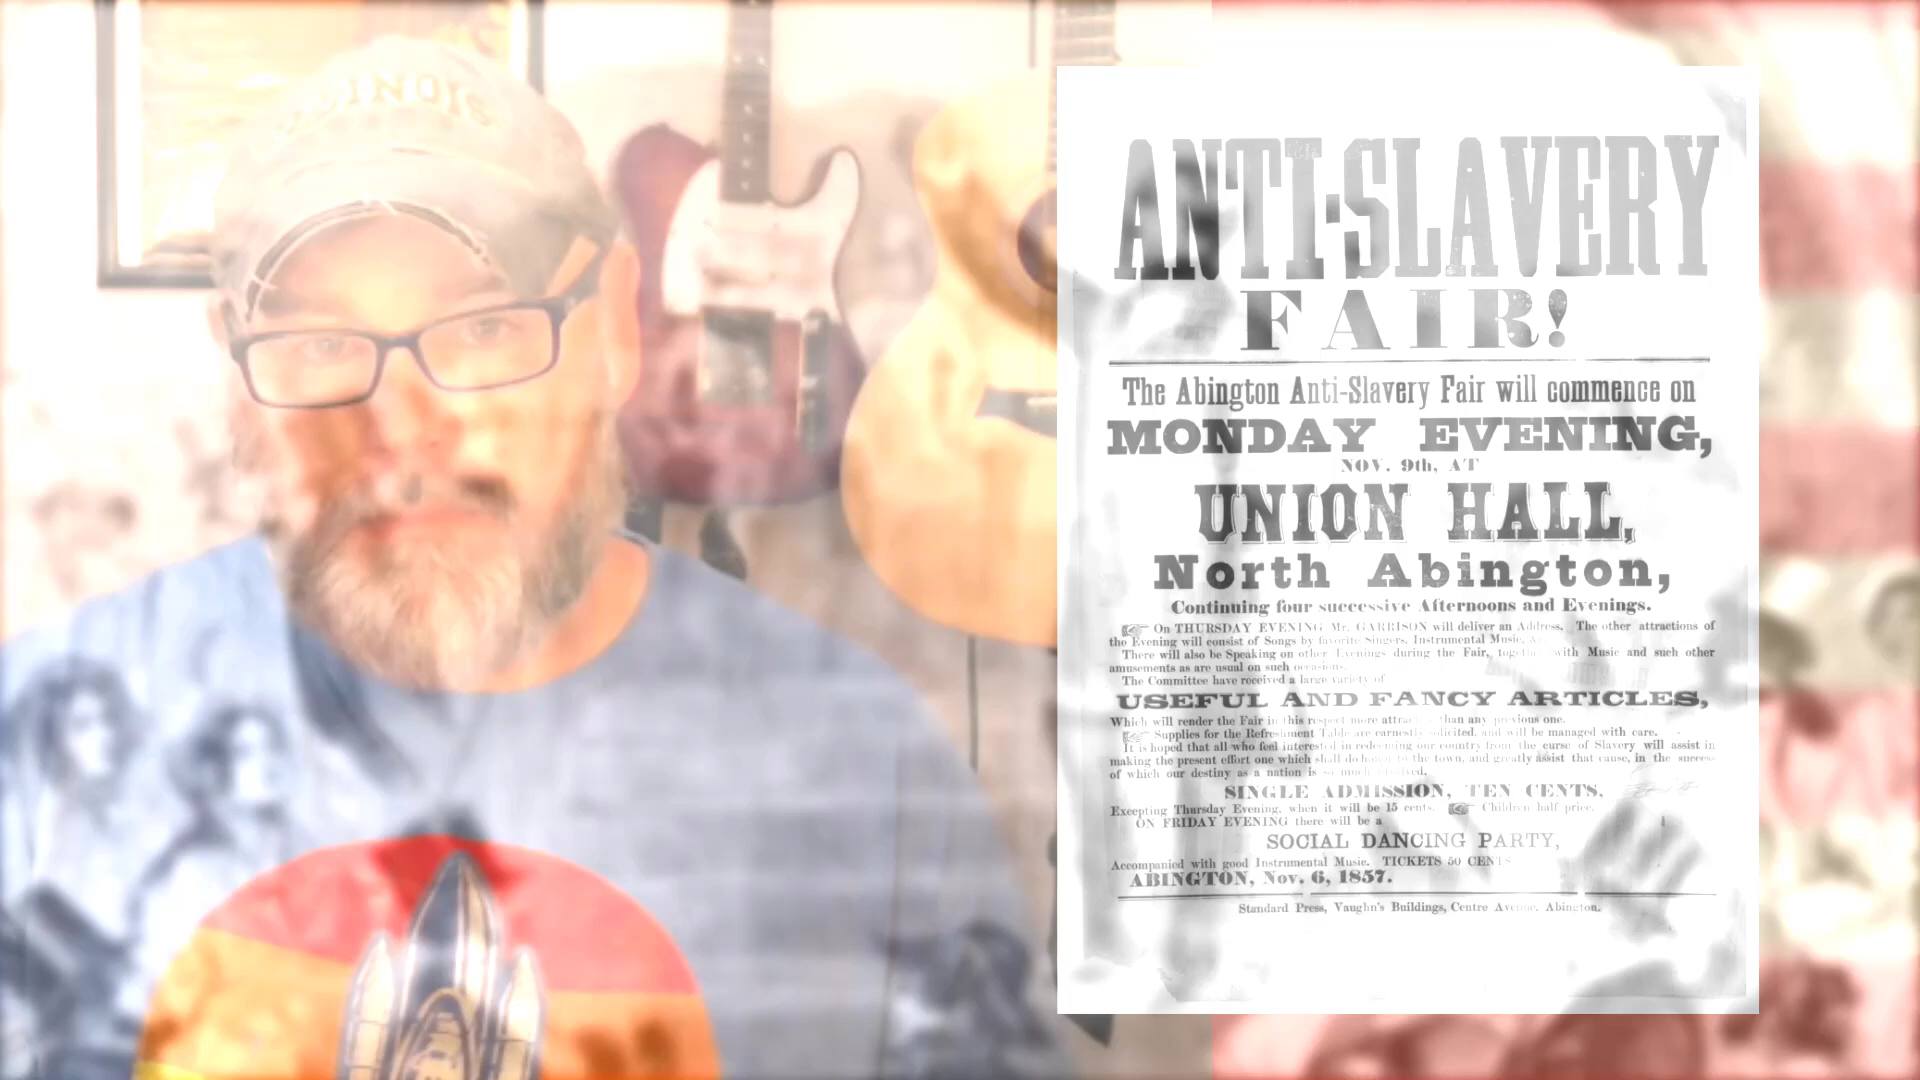 ILLINOIS
ANTI-SLAVERY
FAIR!
The Abington Anti-Slavery Fair will commence on
MONDAY EVENING,
NOV. 9th, AT
UNION HALL,
North Abington,
Continuing four successive Afternoons and Evenings.
On THURSDAY EVENING Mr. GARRISON will deliver an Address. The other attractions of
the Evening will consist of Songs by favorite Singers, Instrumental Music,
There will also be Speaking on other Evenings during the Fair, together with Music and such other
amusements as are usual on such occasions.
The Committee have received a large variety of
USEFUL AND FANCY ARTICLES,
Which will render the Fair in this respect more attractive than any previous one.
Supplies for the Refreshment Table are earnestly solicited, and will be managed with care.
It is hoped that all who feel interested in redeeming our country from the curse of Slavery will assist in
making the present effort one which shall do honor to the town, and greatly assist that cause, in the success
of which our destiny as a nation is so much involved.
SINGLE ADMISSION, TEN CENTS,
Excepting Thursday Evening, when it will be 15 cents. Children half price.
ON FRIDAY EVENING there will be a
SOCIAL DANCING PARTY,
Accompanied with good Instrumental Music. TICKETS 50 CENTS
ABINGTON, Nov. 6, 1857.
Standard Press, Vaughn's Buildings, Centre Avenue, Abington.